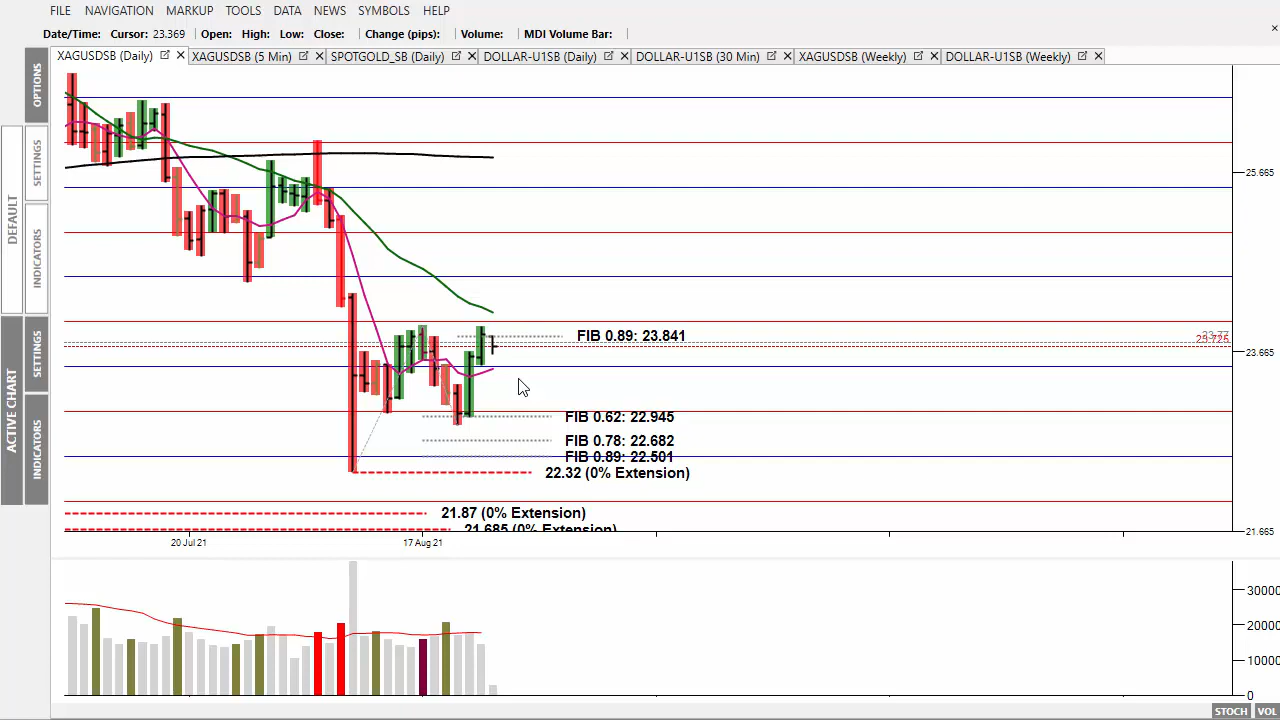 FILE NAVIGATION MARKUP TOOLS DATA NEWS SYMBOLS HELP
Date/Time: Cursor: 23.369 Open: High: Low: Close: Change (pips): Volume: MDI Volume Bar:
XAGUSDSB (Daily) XAGUSDSB (5 Min) SPOTGOLD_SB (Daily) DOLLAR-U1SB (Daily) DOLLAR-U1SB (30 Min) XAGUSDSB (Weekly) DOLLAR-U1SB (Weekly)
OPTIONS
DEFAULT
SETTINGS
INDICATORS
ACTIVE CHART
SETTINGS
INDICATORS
25.665
FIB 0.89: 23.841
23.77
23.725
23.665
FIB 0.62: 22.945
FIB 0.78: 22.682
FIB 0.89: 22.501
22.32 (0% Extension)
21.87 (0% Extension)
21.685 (0% Extension)
21.665
20 Jul 21 17 Aug 21
30000
20000
10000
0
STOCH VOL